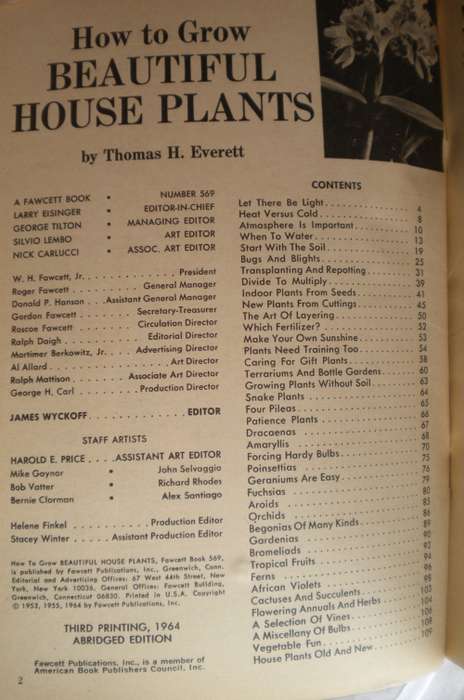 How to Grow
BEAUTIFUL
HOUSE PLANTS
by Thomas H. Everett
A FAWCETT BOOK • NUMBER 569
LARRY EISINGER • EDITOR-IN-CHIEF
GEORGE TILTON • MANAGING EDITOR
SILVIO LEMBO • ART EDITOR
NICK CARLUCCI • ASSOC. ART EDITOR
W. H. Fawcett, Jr. . . . President
Roger Fawcett . . . General Manager
Donald P. Hanson . . . Assistant General Manager
Gordon Fawcett . . . Secretary-Treasurer
Roscoe Fawcett . . . Circulation Director
Ralph Daigh . . . Editorial Director
Mortimer Berkowitz, Jr. . . . Advertising Director
Al Allard . . . Art Director
Ralph Mattison . . . Associate Art Director
George H. Carl . . . Production Director
JAMES WYCKOFF . . . EDITOR
STAFF ARTISTS
HAROLD E. PRICE . . . . ASSISTANT ART EDITOR
Mike Gaynor • John Selvaggio
Bob Vatter • Richard Rhodes
Bernie Clorman • Alex Santiago
Helene Finkel . . . Production Editor
Stacey Winter . . . Assistant Production Editor
How To Grow BEAUTIFUL HOUSE PLANTS, Fawcett Book 569,
is published by Fawcett Publications, Inc., Greenwich, Conn.
Editorial and Advertising Offices: 67 West 44th Street, New
York, New York 10036. General Offices: Fawcett Building,
Greenwich, Connecticut 06830. Printed in U.S.A. Copyright
© 1953, 1955, 1964 by Fawcett Publications, Inc.
THIRD PRINTING, 1964
ABRIDGED EDITION
Fawcett Publications, Inc., is a member of
American Book Publishers Council, Inc.
2
CONTENTS
Let There Be Light . . . 4
Heat Versus Cold . . . 8
Atmosphere Is Important . . . 10
When To Water . . . 13
Start With The Soil . . . 19
Bugs And Blights . . . 25
Transplanting And Repotting . . . 31
Divide To Multiply . . . 39
Indoor Plants From Seeds . . . 41
New Plants From Cuttings . . . 45
The Art Of Layering . . . 50
Which Fertilizer? . . . 52
Make Your Own Sunshine . . . 53
Plants Need Training Too . . . 54
Caring For Gift Plants . . . 58
Terrariums And Bottle Gardens . . . 60
Growing Plants Without Soil . . . 63
Snake Plants . . . 64
Four Pileas . . . 65
Patience Plants . . . 66
Dracaenas . . . 67
Amaryllis . . . 68
Forcing Hardy Bulbs . . . 70
Poinsettias . . . 75
Geraniums Are Easy . . . 76
Fuchsias . . . 79
Aroids . . . 80
Orchids . . . 85
Begonias Of Many Kinds . . . 86
Gardenias . . . 89
Bromeliads . . . 90
Tropical Fruits . . . 92
Ferns . . . 94
African Violets . . . 96
Cactuses And Succulents . . . 98
Flowering Annuals And Herbs . . . 103
A Selection Of Vines . . . 104
A Miscellany Of Bulbs . . . 106
Vegetable Fun . . . 108
House Plants Old And New . . . 109